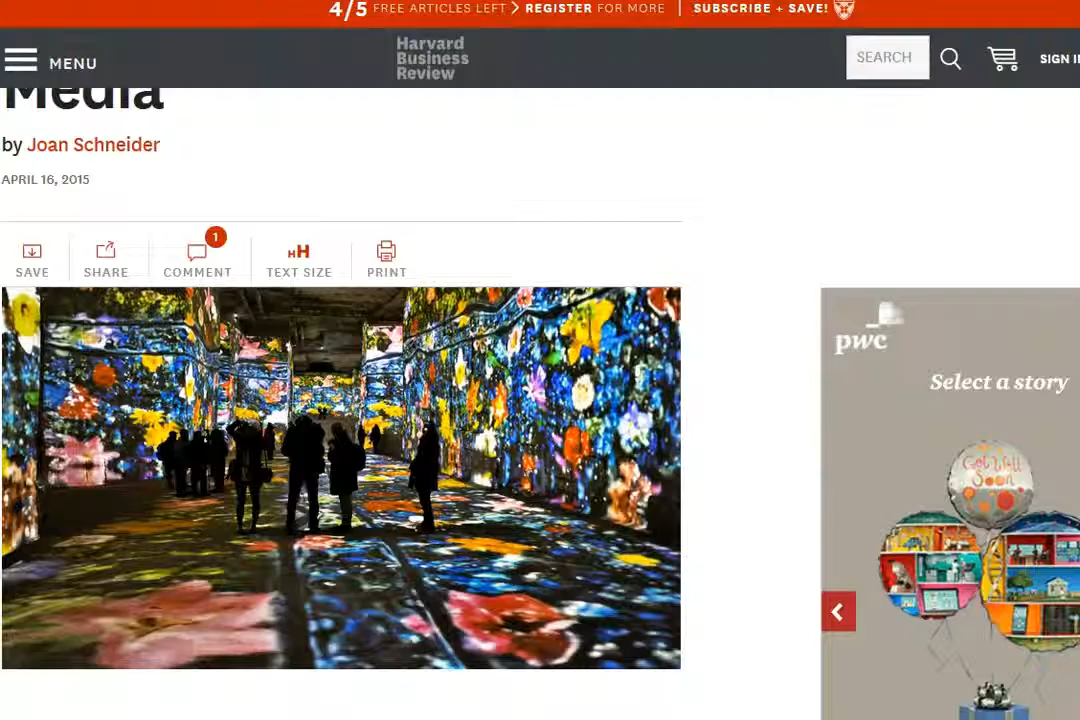 4/5 FREE ARTICLES LEFT > REGISTER FOR MORE | SUBSCRIBE + SAVE!
MENU
Harvard
Business
Review
SEARCH
SIGN
Media
by Joan Schneider
APRIL 16, 2015
1
SAVE
SHARE
COMMENT
HH
TEXT SIZE
PRINT
pwc
Select a story
Get Well
Soon